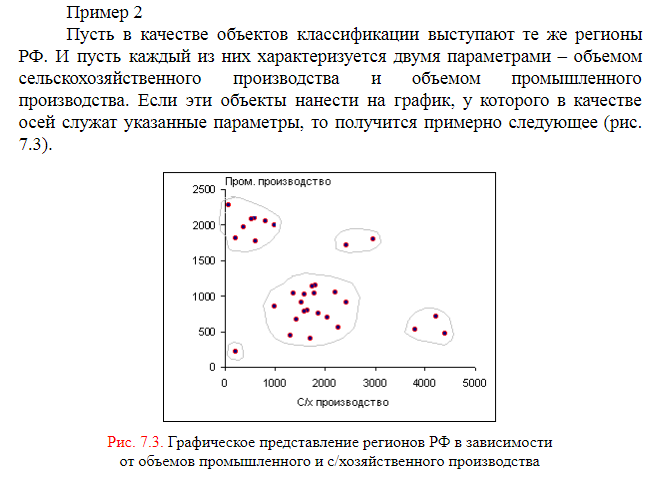 Пример 2
Пусть в качестве объектов классификации выступают те же регионы
РФ. И пусть каждый из них характеризуется двумя параметрами – объемом
сельскохозяйственного производства и объемом промышленного
производства. Если эти объекты нанести на график, у которого в качестве
осей служат указанные параметры, то получится примерно следующее (рис.
7.3).
Пром. производство
2500
2000
1500
1000
500
0
0 1000 2000 3000 4000 5000
С/х производство
Рис. 7.3. Графическое представление регионов РФ в зависимости
от объемов промышленного и с/хозяйственного производства